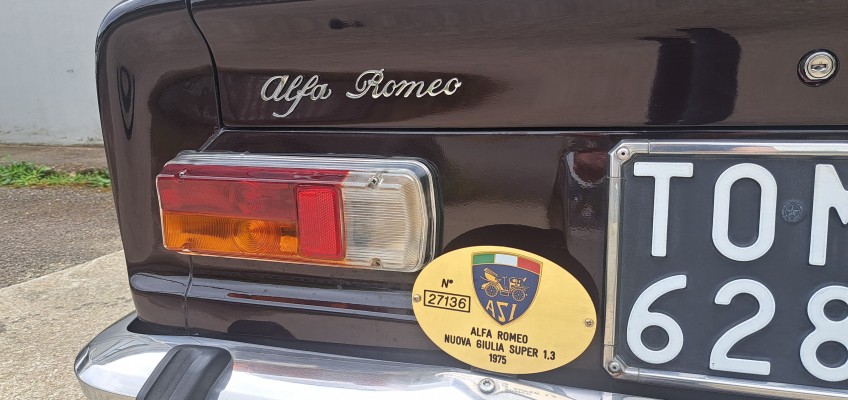 Alfa Romeo
TOM
628
N°
27136
ASI
ALFA ROMEO
NUOVA GIULIA SUPER 1.3
1975